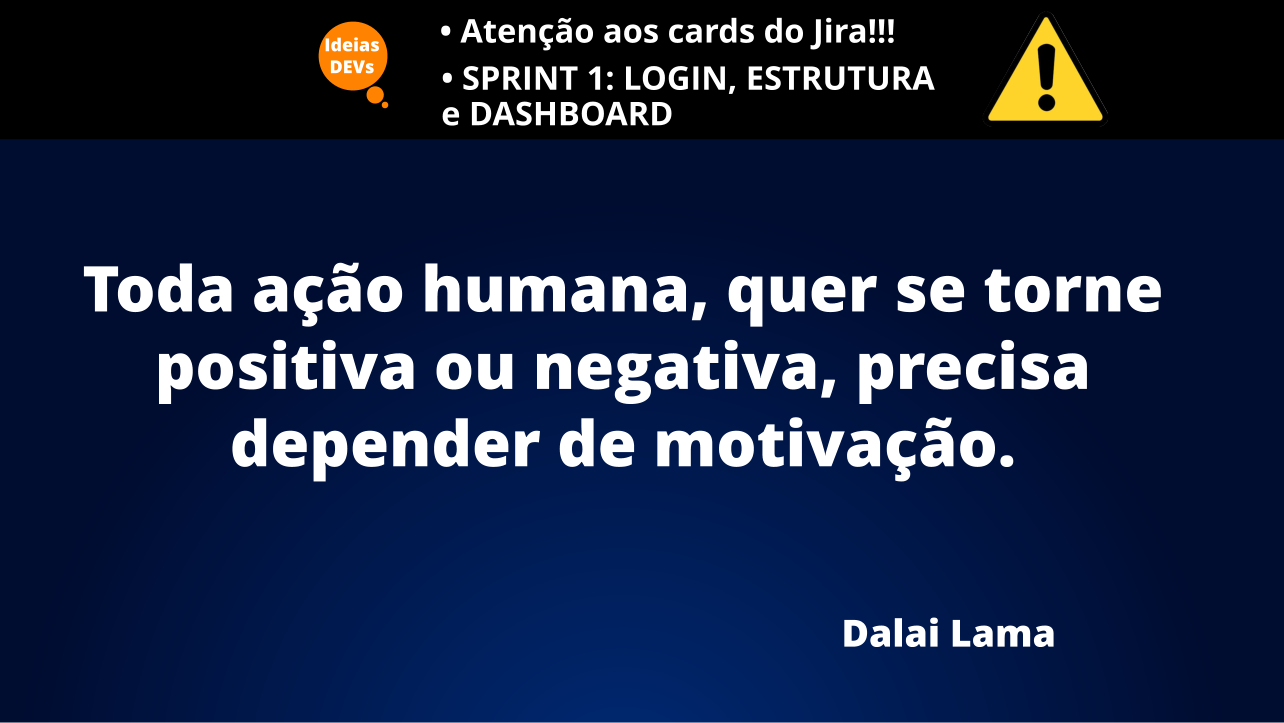 Ideias
DEVs
• Atenção aos cards do Jira!!!
• SPRINT 1: LOGIN, ESTRUTURA
e DASHBOARD
Toda ação humana, quer se torne
positiva ou negativa, precisa
depender de motivação.
Dalai Lama